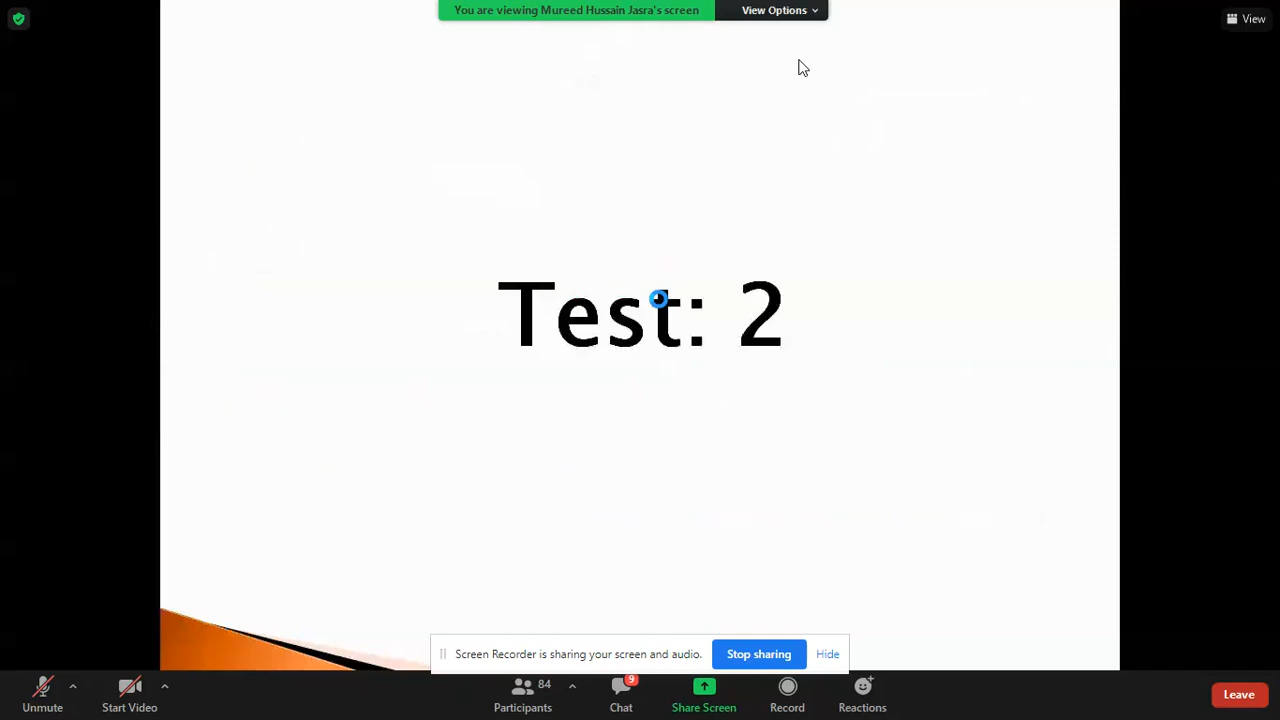 You are viewing Mureed Hussain Jasra's screen
View Options
View
Test: 2
Screen Recorder is sharing your screen and audio.
Stop sharing
Hide
84
9
Unmute
Start Video
Participants
Chat
Share Screen
Record
Reactions
Leave